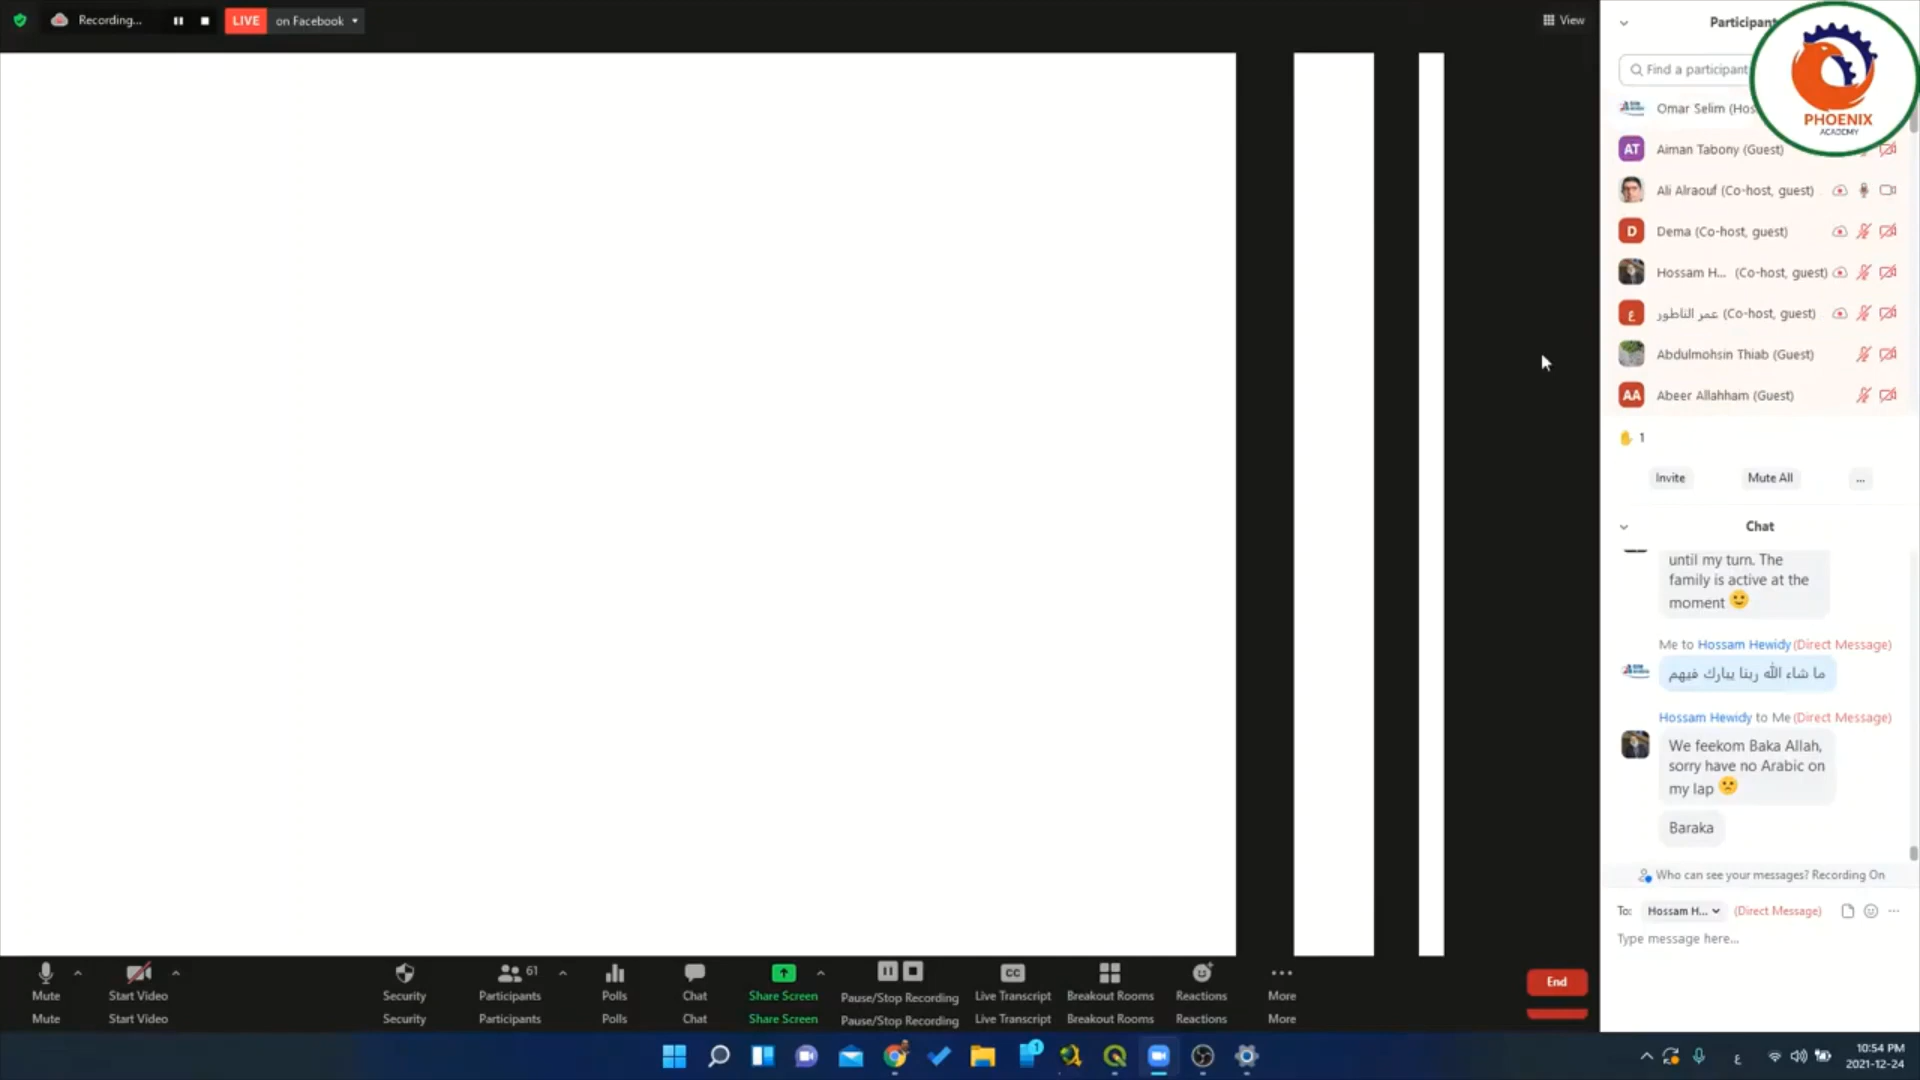 Recording...
LIVE on Facebook
View
Participant
Find a participant
PHOENIX
ACADEMY
Omar Selim (Hos
AT Aiman Tabony (Guest)
Ali Alraouf (Co-host, guest)
D Dema (Co-host, guest)
Hossam H... (Co-host, guest)
ع عمر الناطور (Co-host, guest)
Abdulmohsin Thiab (Guest)
AA Abeer Allahham (Guest)
1
Invite Mute All ...
Chat
until my turn. The
family is active at the
moment 🙂
Me to Hossam Hewidy (Direct Message)
ما شاء الله ربنا يبارك فيهم
Hossam Hewidy to Me (Direct Message)
We feekom Baka Allah,
sorry have no Arabic on
my lap 🙁
Baraka
Who can see your messages? Recording On
To: Hossam H... (Direct Message)
Type message here...
61
CC
Mute Start Video Security Participants Polls Chat Share Screen Pause/Stop Recording Live Transcript Breakout Rooms Reactions More End
Mute Start Video Security Participants Polls Chat Share Screen Pause/Stop Recording Live Transcript Breakout Rooms Reactions More
1
ع
10:54 PM
2021-12-24